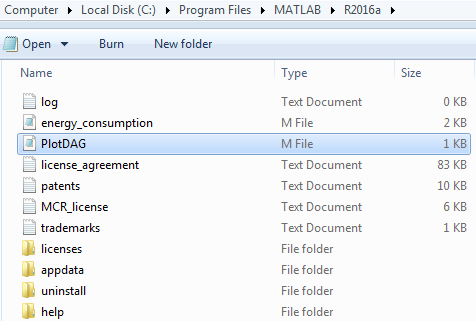 Computer ▸ Local Disk (C:) ▸ Program Files ▸ MATLAB ▸ R2016a ▸
Open Burn New folder
Name Type Size
log Text Document 0 KB
energy_consumption M File 2 KB
PlotDAG M File 1 KB
license_agreement Text Document 83 KB
patents Text Document 10 KB
MCR_license Text Document 6 KB
trademarks Text Document 1 KB
licenses File folder
appdata File folder
uninstall File folder
help File folder